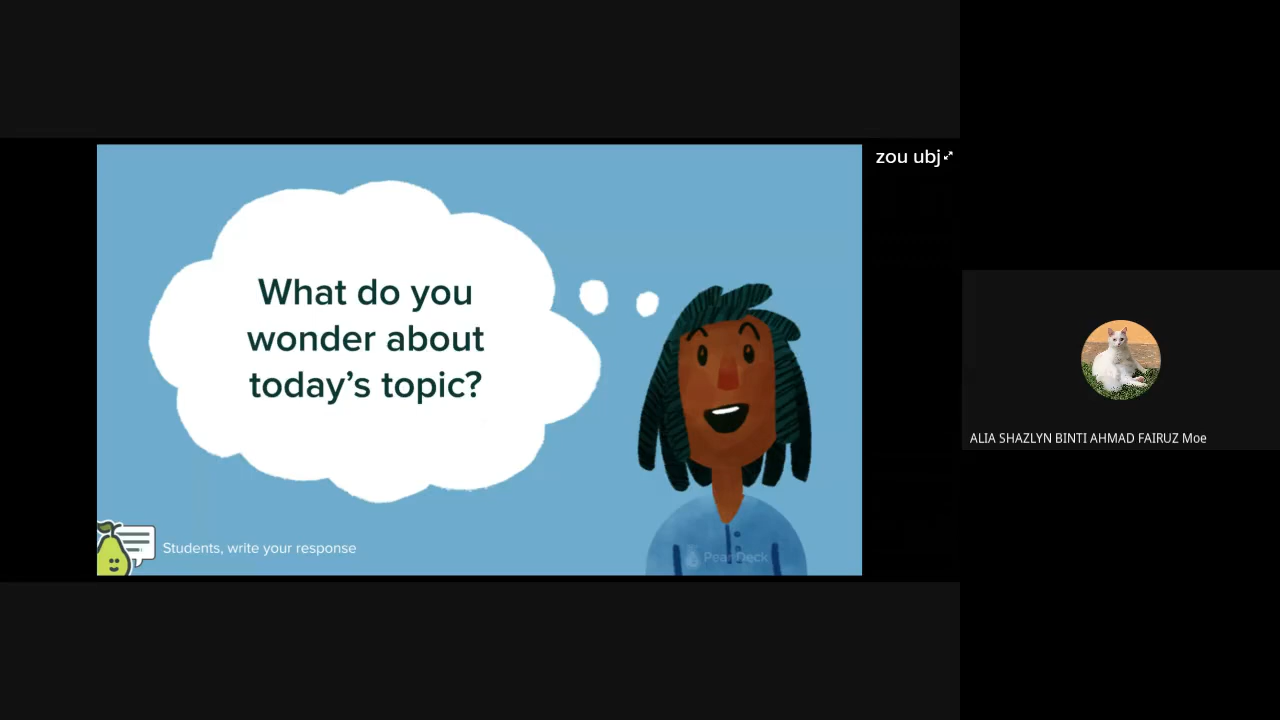 What do you
wonder about
today's topic?
Students, write your response
Pear Deck
zou ubj
ALIA SHAZLYN BINTI AHMAD FAIRUZ Moe